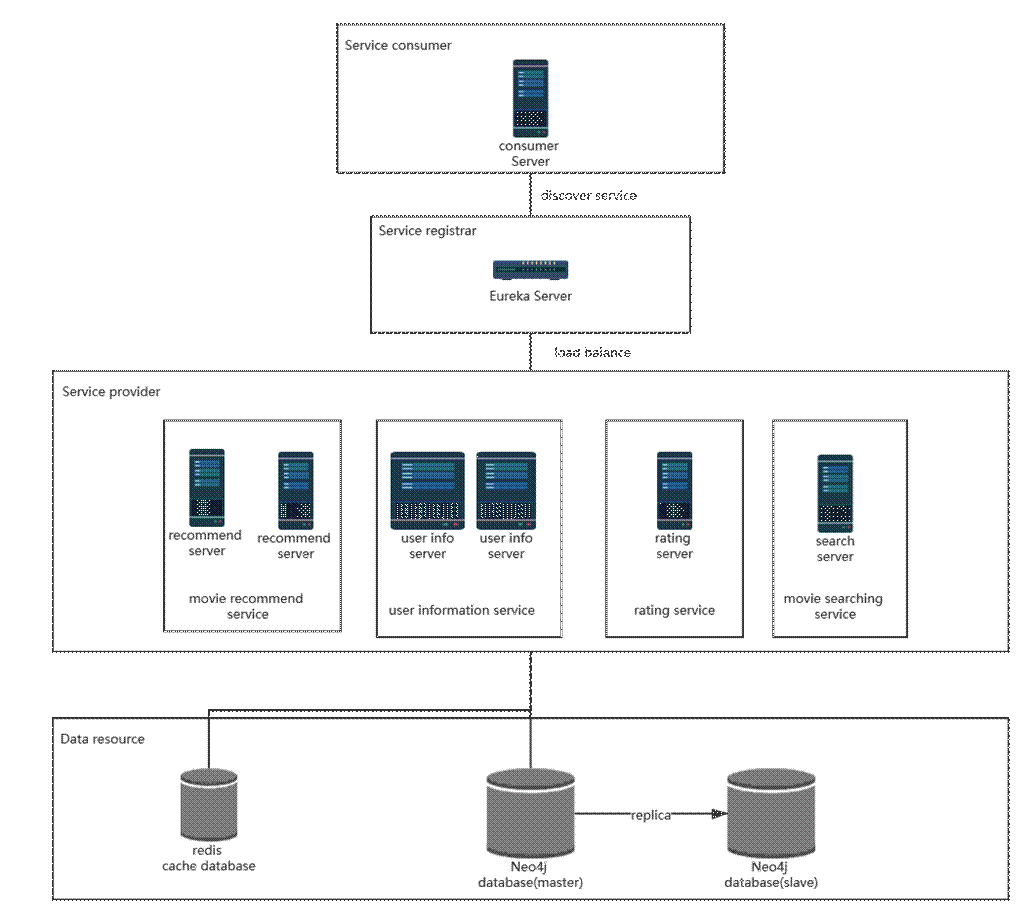 Service consumer
consumer
Server
discover service
Service registrar
Eureka Server
load balance
Service provider
recommend
server
recommend
server
movie recommend
service
user info
server
user info
server
user information service
rating
server
rating service
search
server
movie searching
service
Data resource
redis
cache database
Neo4j
database(master)
replica
Neo4j
database(slave)